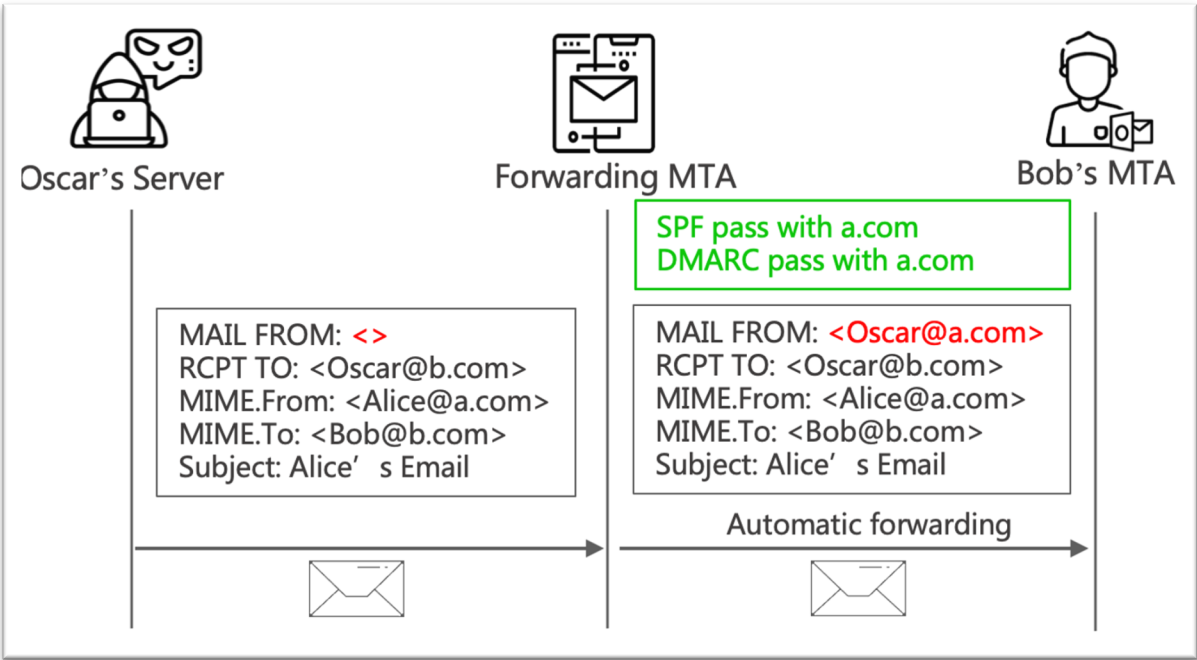 Oscar's Server
Forwarding MTA
Bob's MTA
SPF pass with a.com
DMARC pass with a.com
MAIL FROM: <>
RCPT TO: <Oscar@b.com>
MIME.From: <Alice@a.com>
MIME.To: <Bob@b.com>
Subject: Alice’ s Email
MAIL FROM: <Oscar@a.com>
RCPT TO: <Oscar@b.com>
MIME.From: <Alice@a.com>
MIME.To: <Bob@b.com>
Subject: Alice’ s Email
Automatic forwarding